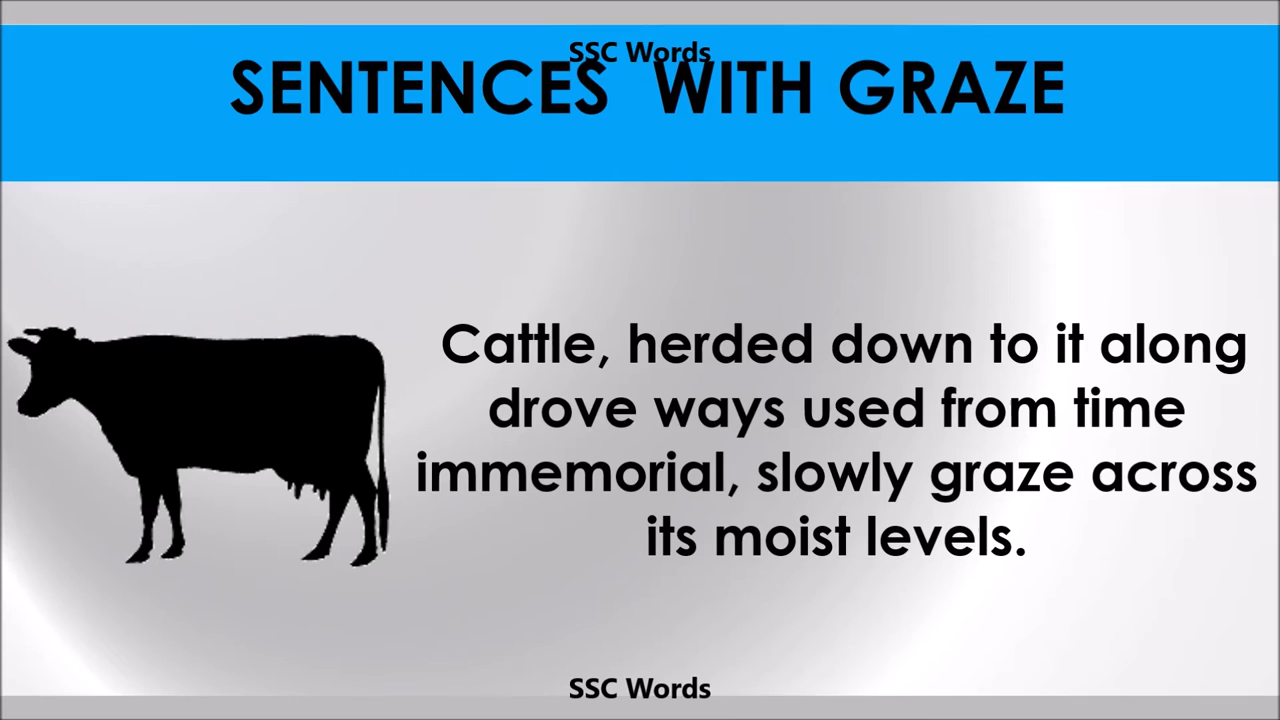 SSC Words
SENTENCES WITH GRAZE
Cattle, herded down to it along
drove ways used from time
immemorial, slowly graze across
its moist levels.
SSC Words